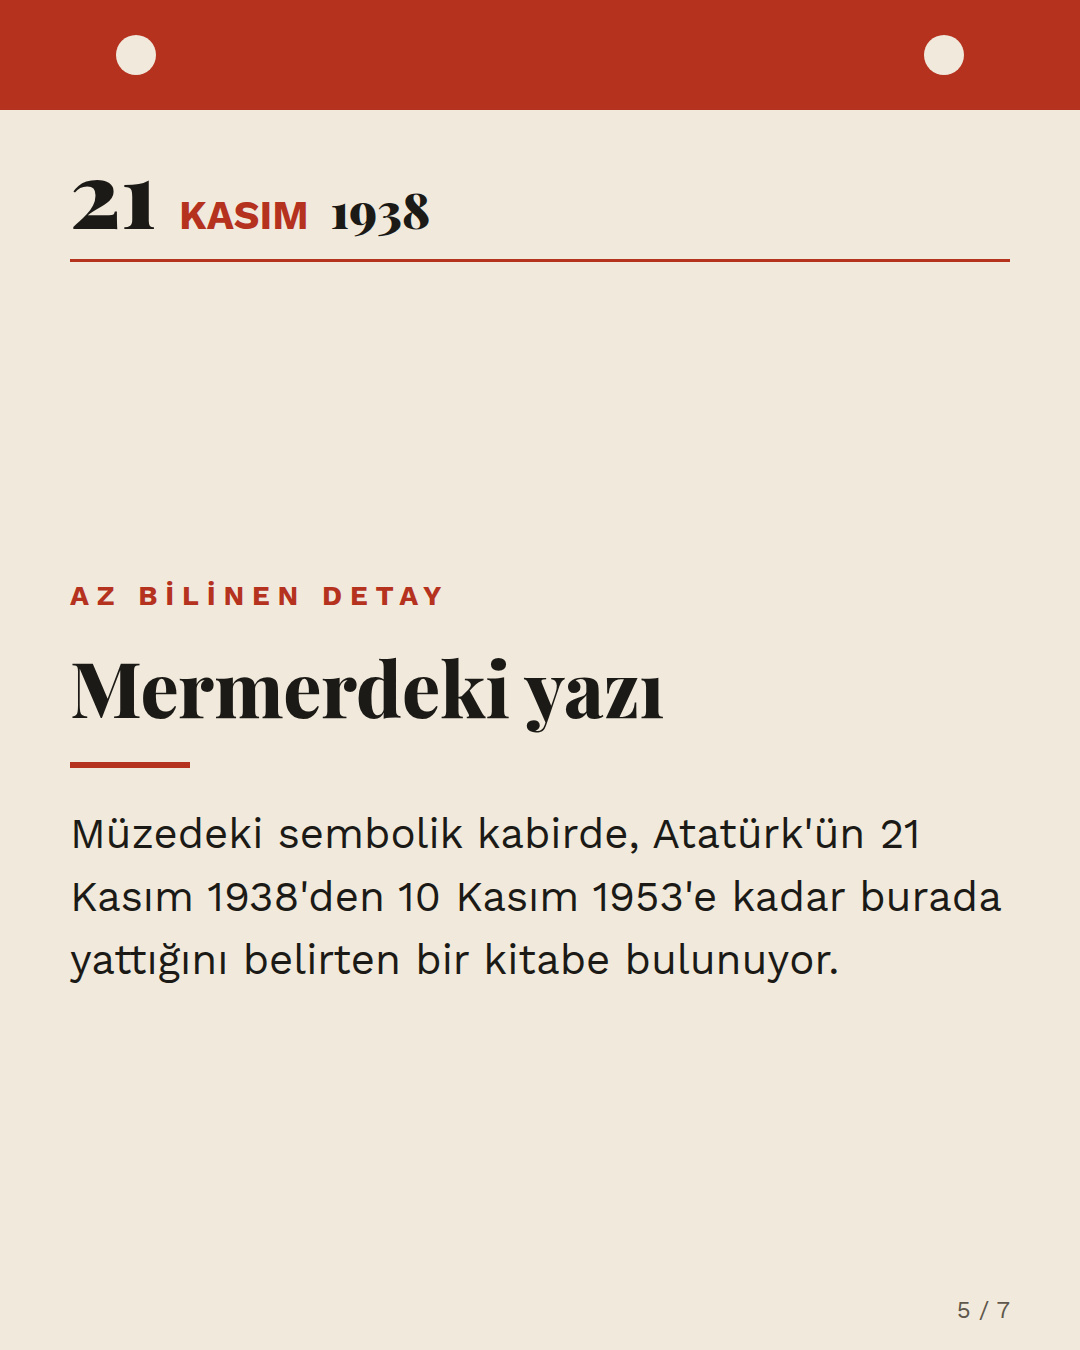 21 KASIM 1938
AZ BİLİNEN DETAY
Mermerdeki yazı
Müzedeki sembolik kabirde, Atatürk'ün 21
Kasım 1938'den 10 Kasım 1953'e kadar burada
yattığını belirten bir kitabe bulunuyor.
5 / 7